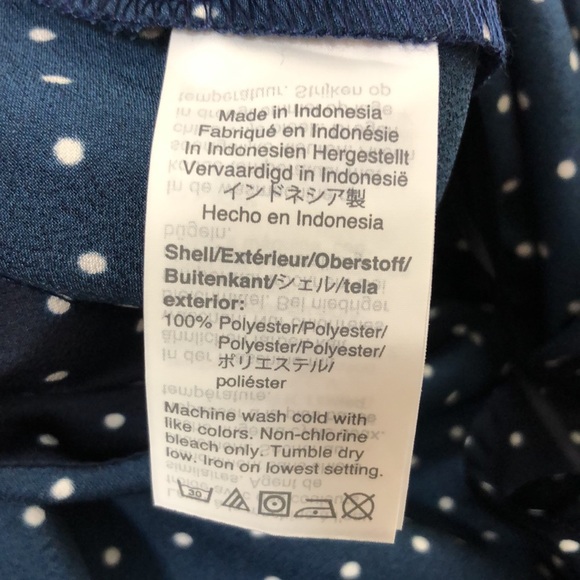 Made in Indonesia
Fabriqué en Indonésie
In Indonesien Hergestellt
Vervaardigd in Indonesië
インドネシア製
Hecho en Indonesia
Shell/Extérieur/Oberstoff/
Buitenkant/シェル/tela
exterior:
100% Polyester/Polyester/
Polyester/Polyester/
ポリエステル/
poliéster
Machine wash cold with
like colors. Non-chlorine
bleach only. Tumble dry
low. Iron on lowest setting.
30